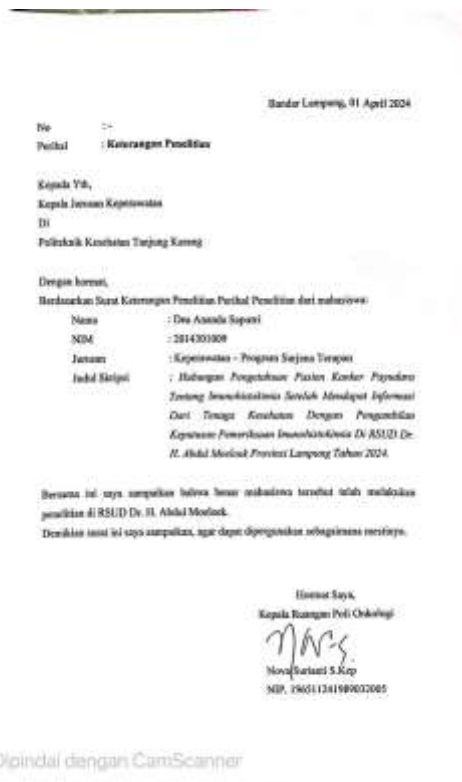 Bandar Lampung, 01 April 2024
No :-
Perihal : Keterangan Penelitian
Kepada Yth,
Kepala Jurusan Keperawatan
Di
Politeknik Kesehatan Tanjung Karang
Dengan hormat,
Berdasarkan Surat Keterangan Penelitian Perihal Penelitian dari mahasiswa:
Nama : Dea Ananda Saputri
NIM : 2014301009
Jurusan : Keperawatan – Program Sarjana Terapan
Judul Skripsi : Hubungan Pengetahuan Pasien Kanker Payudara
Tentang Imunohistokimia Setelah Mendapat Informasi
Dari Tenaga Kesehatan Dengan Pengambilan
Keputusan Pemeriksaan Imunohistokimia Di RSUD Dr.
H. Abdul Moeloek Provinsi Lampung Tahun 2024.
Bersama ini saya sampaikan bahwa benar mahasiswa tersebut telah melakukan
penelitian di RSUD Dr. H. Abdul Moeloek.
Demikian surat ini saya sampaikan, agar dapat dipergunakan sebagaimana mestinya.
Hormat Saya,
Kepala Ruangan Poli Onkologi
Nova Surianti S.Kep
NIP. 196511241989032005
Dipindai dengan CamScanner